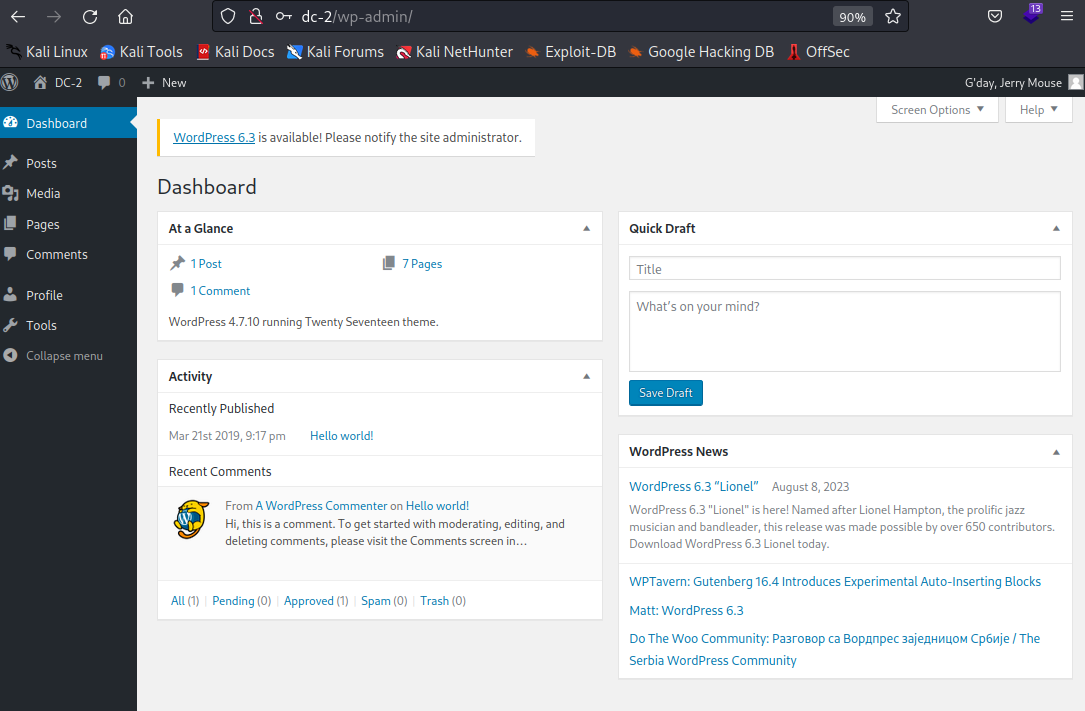 dc-2/wp-admin/
90%
13
Kali Linux
Kali Tools
Kali Docs
Kali Forums
Kali NetHunter
Exploit-DB
Google Hacking DB
OffSec
DC-2
0
New
G'day, Jerry Mouse
Screen Options
Help
Dashboard
Posts
Media
Pages
Comments
Profile
Tools
Collapse menu
WordPress 6.3 is available! Please notify the site administrator.
Dashboard
At a Glance
1 Post
7 Pages
1 Comment
WordPress 4.7.10 running Twenty Seventeen theme.
Activity
Recently Published
Mar 21st 2019, 9:17 pm
Hello world!
Recent Comments
From A WordPress Commenter on Hello world!
Hi, this is a comment. To get started with moderating, editing, and
deleting comments, please visit the Comments screen in…
All (1) | Pending (0) | Approved (1) | Spam (0) | Trash (0)
Quick Draft
Title
What's on your mind?
Save Draft
WordPress News
WordPress 6.3 "Lionel" August 8, 2023
WordPress 6.3 "Lionel" is here! Named after Lionel Hampton, the prolific jazz
musician and bandleader, this release was made possible by over 650 contributors.
Download WordPress 6.3 Lionel today.
WPTavern: Gutenberg 16.4 Introduces Experimental Auto-Inserting Blocks
Matt: WordPress 6.3
Do The Woo Community: Разговор са Вордпрес заједницом Србије / The
Serbia WordPress Community